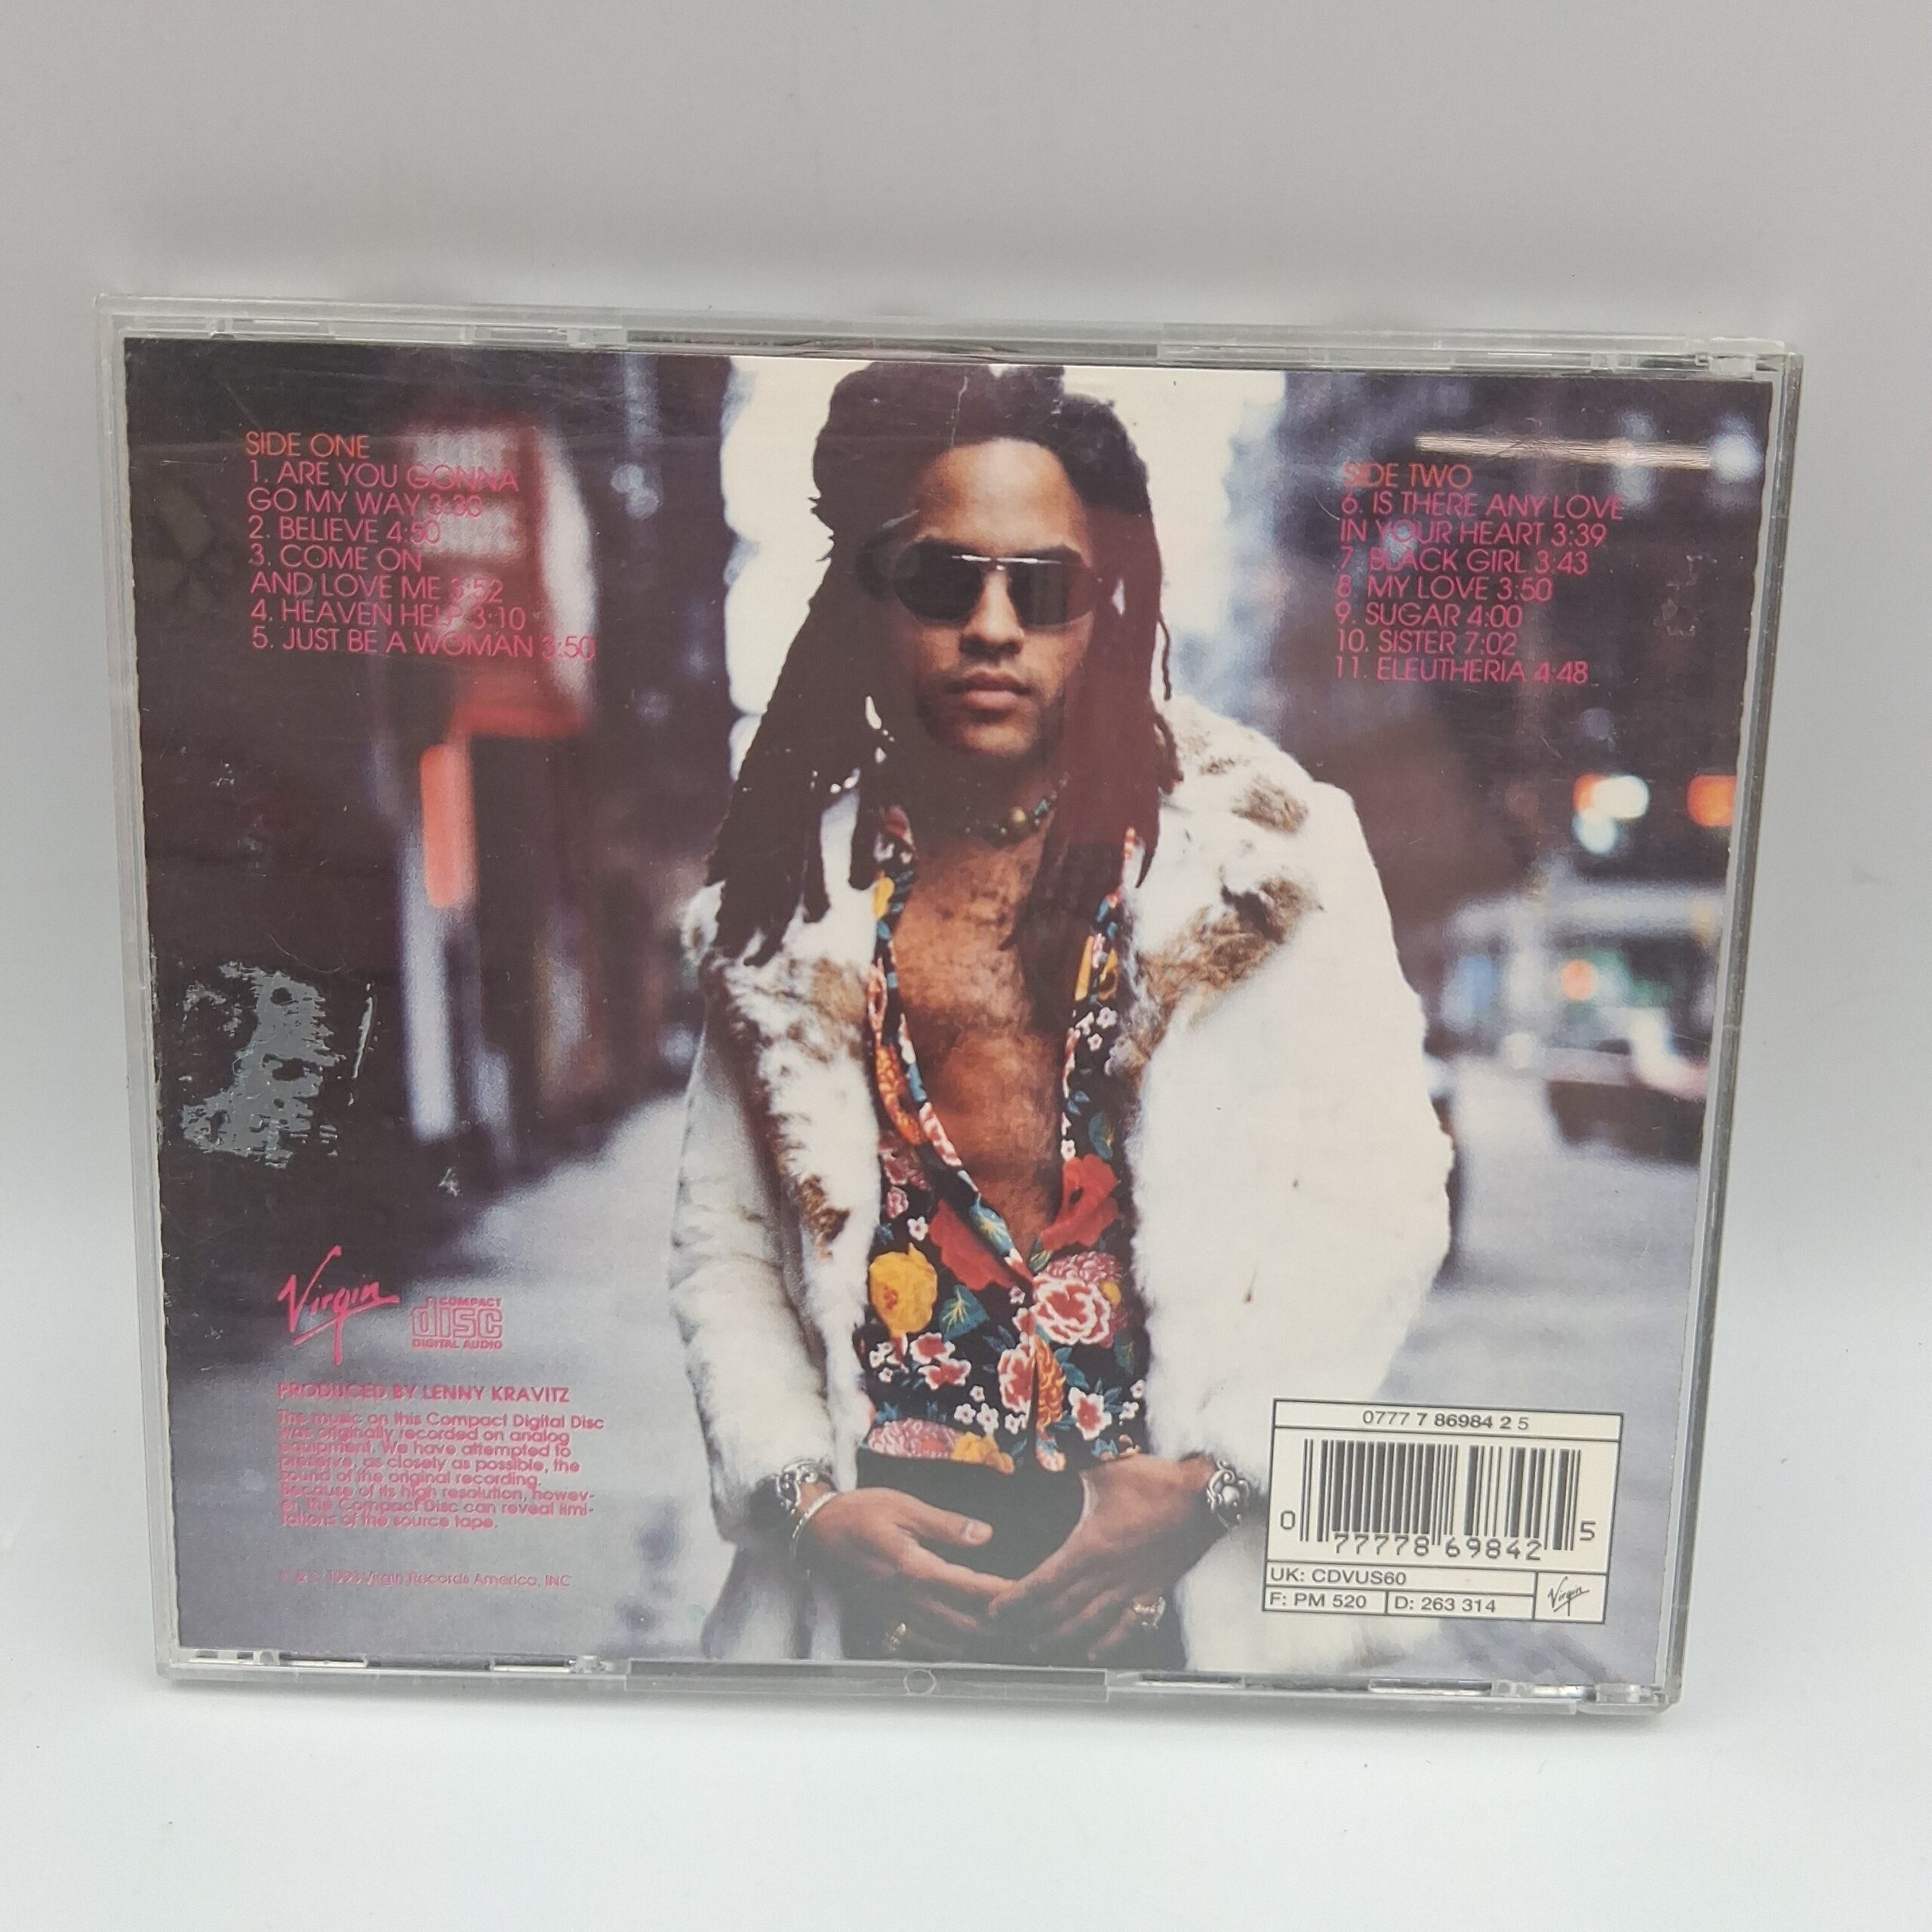 SIDE ONE
1. ARE YOU GONNA
GO MY WAY 3:30
2. BELIEVE 4:50
3. COME ON
AND LOVE ME 3:52
4. HEAVEN HELP 3:10
5. JUST BE A WOMAN 3:50
SIDE TWO
6. IS THERE ANY LOVE
IN YOUR HEART 3:39
7. BLACK GIRL 3:43
8. MY LOVE 3:50
9. SUGAR 4:00
10. SISTER 7:02
11. ELEUTHERIA 4:48
Virgin
COMPACT
disc
DIGITAL AUDIO
PRODUCED BY LENNY KRAVITZ
The music on this Compact Digital Disc
was originally recorded on analog
equipment. We have attempted to
preserve, as closely as possible, the
sound of the original recording.
Because of its high resolution, howev-
er, the Compact Disc can reveal limi-
tations of the source tape.
1993 Virgin Records America, INC
0777 7 86984 2 5
0 77778 69842 5
UK: CDVUS60
F: PM 520
D: 263 314
Virgin